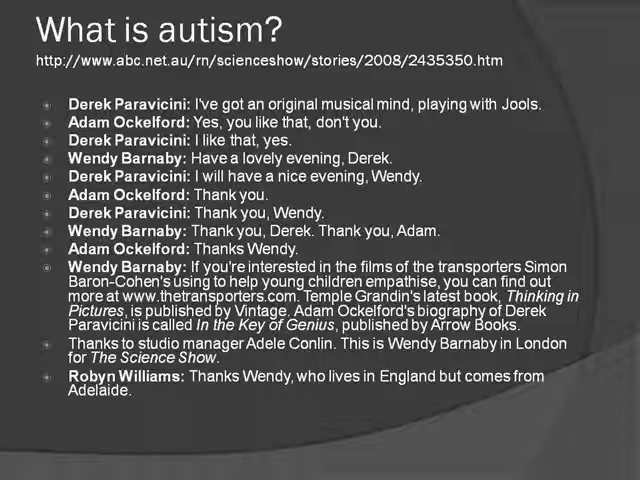 What is autism?
http://www.abc.net.au/rn/scienceshow/stories/2008/2435350.htm
Derek Paravicini: I've got an original musical mind, playing with Jools.
Adam Ockelford: Yes, you like that, don't you.
Derek Paravicini: I like that, yes.
Wendy Barnaby: Have a lovely evening, Derek.
Derek Paravicini: I will have a nice evening, Wendy.
Adam Ockelford: Thank you.
Derek Paravicini: Thank you, Wendy.
Wendy Barnaby: Thank you, Derek. Thank you, Adam.
Adam Ockelford: Thanks Wendy.
Wendy Barnaby: If you're interested in the films of the transporters Simon
Baron-Cohen's using to help young children empathise, you can find out
more at www.thetransporters.com. Temple Grandin's latest book, Thinking in
Pictures, is published by Vintage. Adam Ockelford's biography of Derek
Paravicini is called In the Key of Genius, published by Arrow Books.
Thanks to studio manager Adele Conlin. This is Wendy Barnaby in London
for The Science Show.
Robyn Williams: Thanks Wendy, who lives in England but comes from
Adelaide.